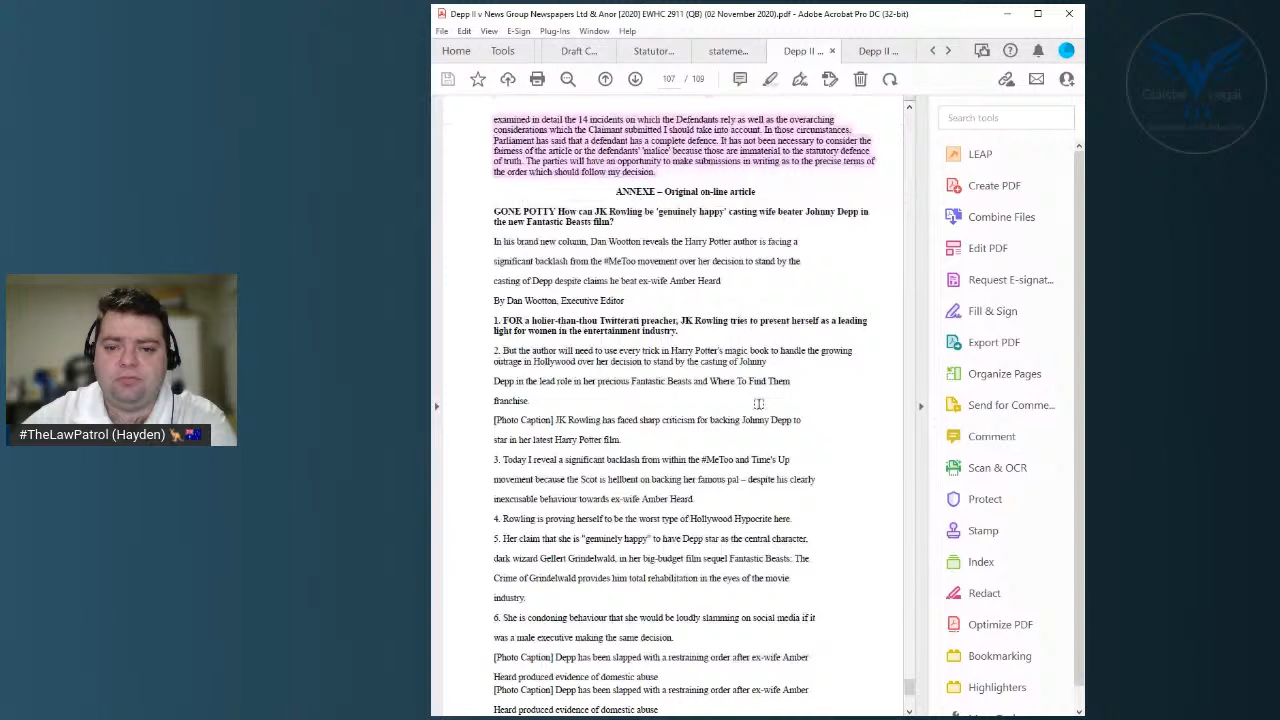 Depp II v News Group Newspapers Ltd & Anor [2020] EWHC 2911 (QB) (02 November 2020).pdf - Adobe Acrobat Pro DC (32-bit)
File Edit View E-Sign Plug-Ins Window Help
Home Tools Draft C... Statutor... stateme... Depp II ... × Depp II ...
107 / 109
examined in detail the 14 incidents on which the Defendants rely as well as the overarching
considerations which the Claimant submitted I should take into account. In those circumstances,
Parliament has said that a defendant has a complete defence. It has not been necessary to consider the
fairness of the article or the defendants' 'malice' because those are immaterial to the statutory defence
of truth. The parties will have an opportunity to make submissions in writing as to the precise terms of
the order which should follow my decision.
ANNEXE – Original on-line article
GONE POTTY How can JK Rowling be 'genuinely happy' casting wife beater Johnny Depp in
the new Fantastic Beasts film?
In his brand new column, Dan Wootton reveals the Harry Potter author is facing a
significant backlash from the #MeToo movement over her decision to stand by the
casting of Depp despite claims he beat ex-wife Amber Heard
By Dan Wootton, Executive Editor
1. FOR a holier-than-thou Twitterati preacher, JK Rowling tries to present herself as a leading
light for women in the entertainment industry.
2. But the author will need to use every trick in Harry Potter's magic book to handle the growing
outrage in Hollywood over her decision to stand by the casting of Johnny
Depp in the lead role in her precious Fantastic Beasts and Where To Find Them
franchise.
[Photo Caption] JK Rowling has faced sharp criticism for backing Johnny Depp to
star in her latest Harry Potter film.
3. Today I reveal a significant backlash from within the #MeToo and Time's Up
movement because the Scot is hellbent on backing her famous pal – despite his clearly
inexcusable behaviour towards ex-wife Amber Heard.
4. Rowling is proving herself to be the worst type of Hollywood Hypocrite here.
5. Her claim that she is "genuinely happy" to have Depp star as the central character,
dark wizard Gellert Grindelwald, in her big-budget film sequel Fantastic Beasts: The
Crime of Grindelwald provides him total rehabilitation in the eyes of the movie
industry.
6. She is condoning behaviour that she would be loudly slamming on social media if it
was a male executive making the same decision.
[Photo Caption] Depp has been slapped with a restraining order after ex-wife Amber
Heard produced evidence of domestic abuse
[Photo Caption] Depp has been slapped with a restraining order after ex-wife Amber
Heard produced evidence of domestic abuse
Search tools
LEAP
Create PDF
Combine Files
Edit PDF
Request E-signat...
Fill & Sign
Export PDF
Organize Pages
Send for Comme...
Comment
Scan & OCR
Protect
Stamp
Index
Redact
Optimize PDF
Bookmarking
Highlighters
#TheLawPatrol (Hayden)
Legal